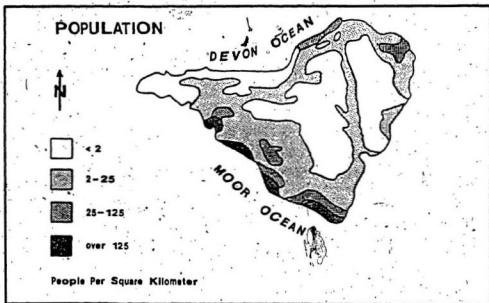 POPULATION
DEVON OCEAN
N
< 2
2-25
25-125
over 125
MOOR OCEAN
People Per Square Kilometer